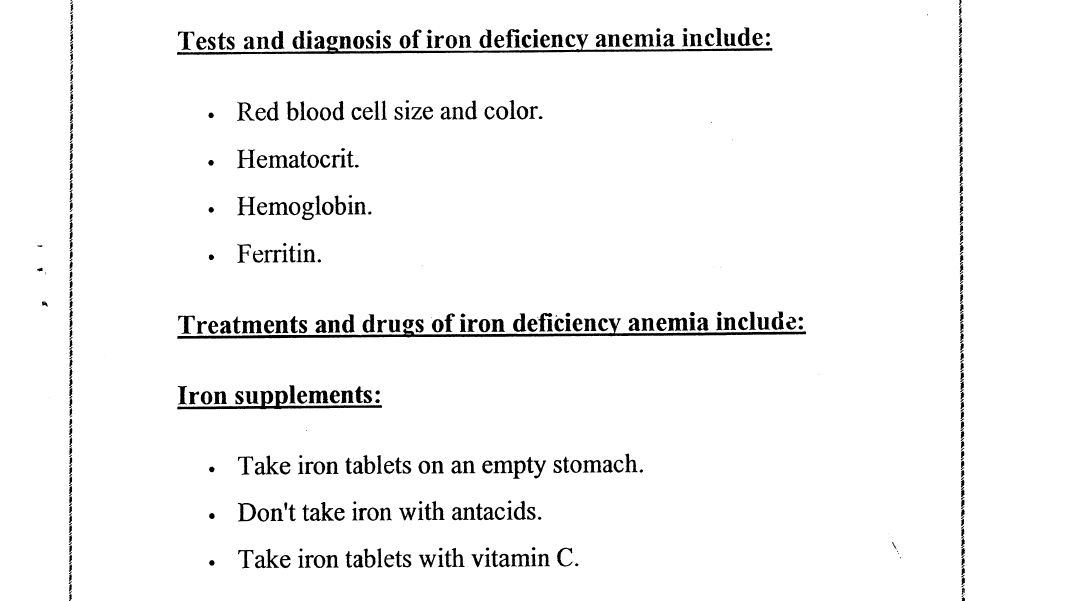 Tests and diagnosis of iron deficiency anemia include:
• Red blood cell size and color.
• Hematocrit.
• Hemoglobin.
• Ferritin.
Treatments and drugs of iron deficiency anemia include:
Iron supplements:
• Take iron tablets on an empty stomach.
• Don't take iron with antacids.
• Take iron tablets with vitamin C.